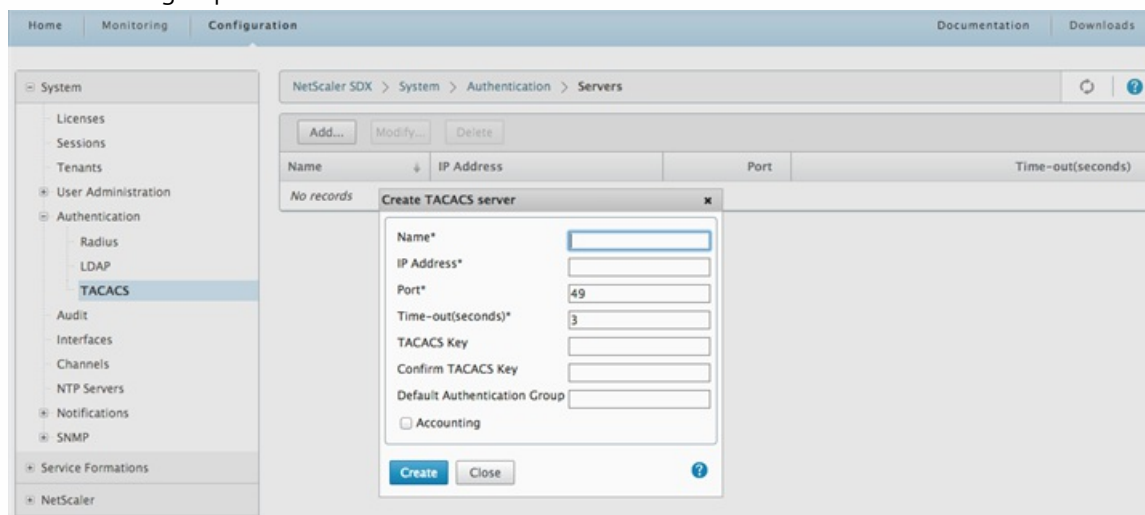 Home Monitoring Configuration Documentation Downloads
System
Licenses
Sessions
Tenants
User Administration
Authentication
Radius
LDAP
TACACS
Audit
Interfaces
Channels
NTP Servers
Notifications
SNMP
Service Formations
NetScaler
NetScaler SDX > System > Authentication > Servers
?
Add... Modify... Delete
Name IP Address Port Time-out(seconds)
No records
Create TACACS server x
Name*
IP Address*
Port* 49
Time-out(seconds)* 3
TACACS Key
Confirm TACACS Key
Default Authentication Group
Accounting
Create Close ?